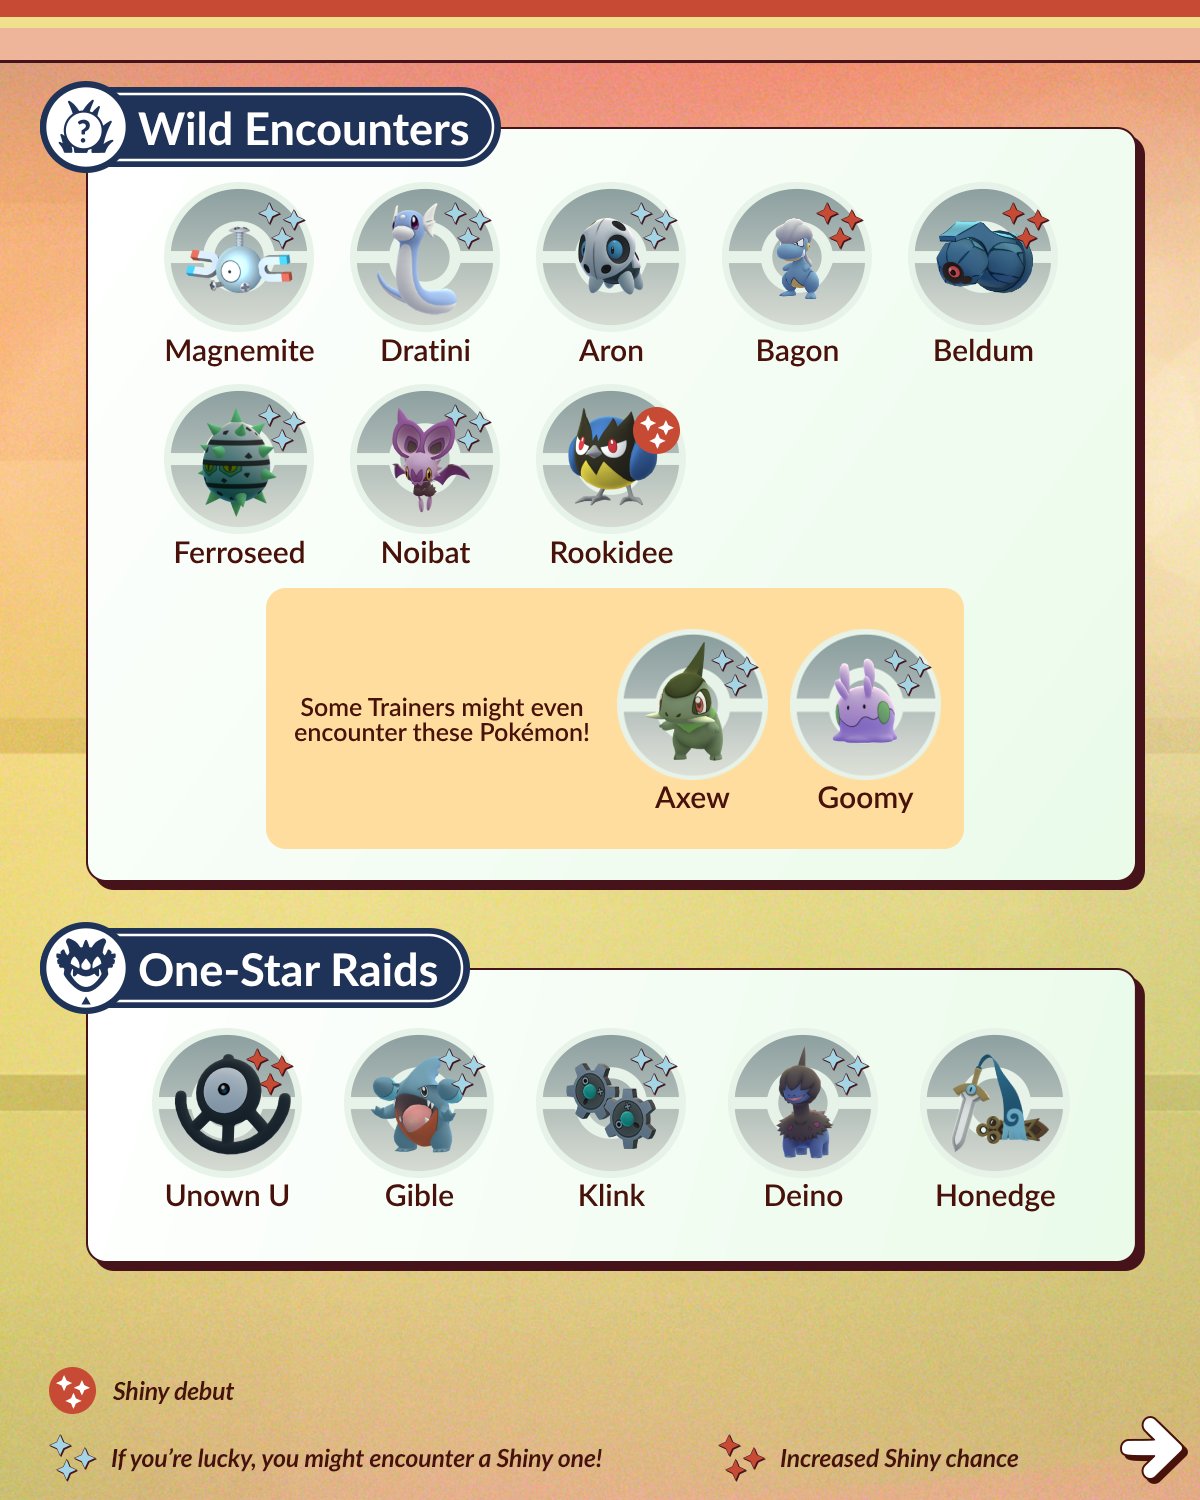 ?
Wild Encounters
Magnemite
Dratini
Aron
Bagon
Beldum
Ferroseed
Noibat
Rookidee
Some Trainers might even
encounter these Pokémon!
Axew
Goomy
One-Star Raids
Unown U
Gible
Klink
Deino
Honedge
Shiny debut
If you're lucky, you might encounter a Shiny one!
Increased Shiny chance